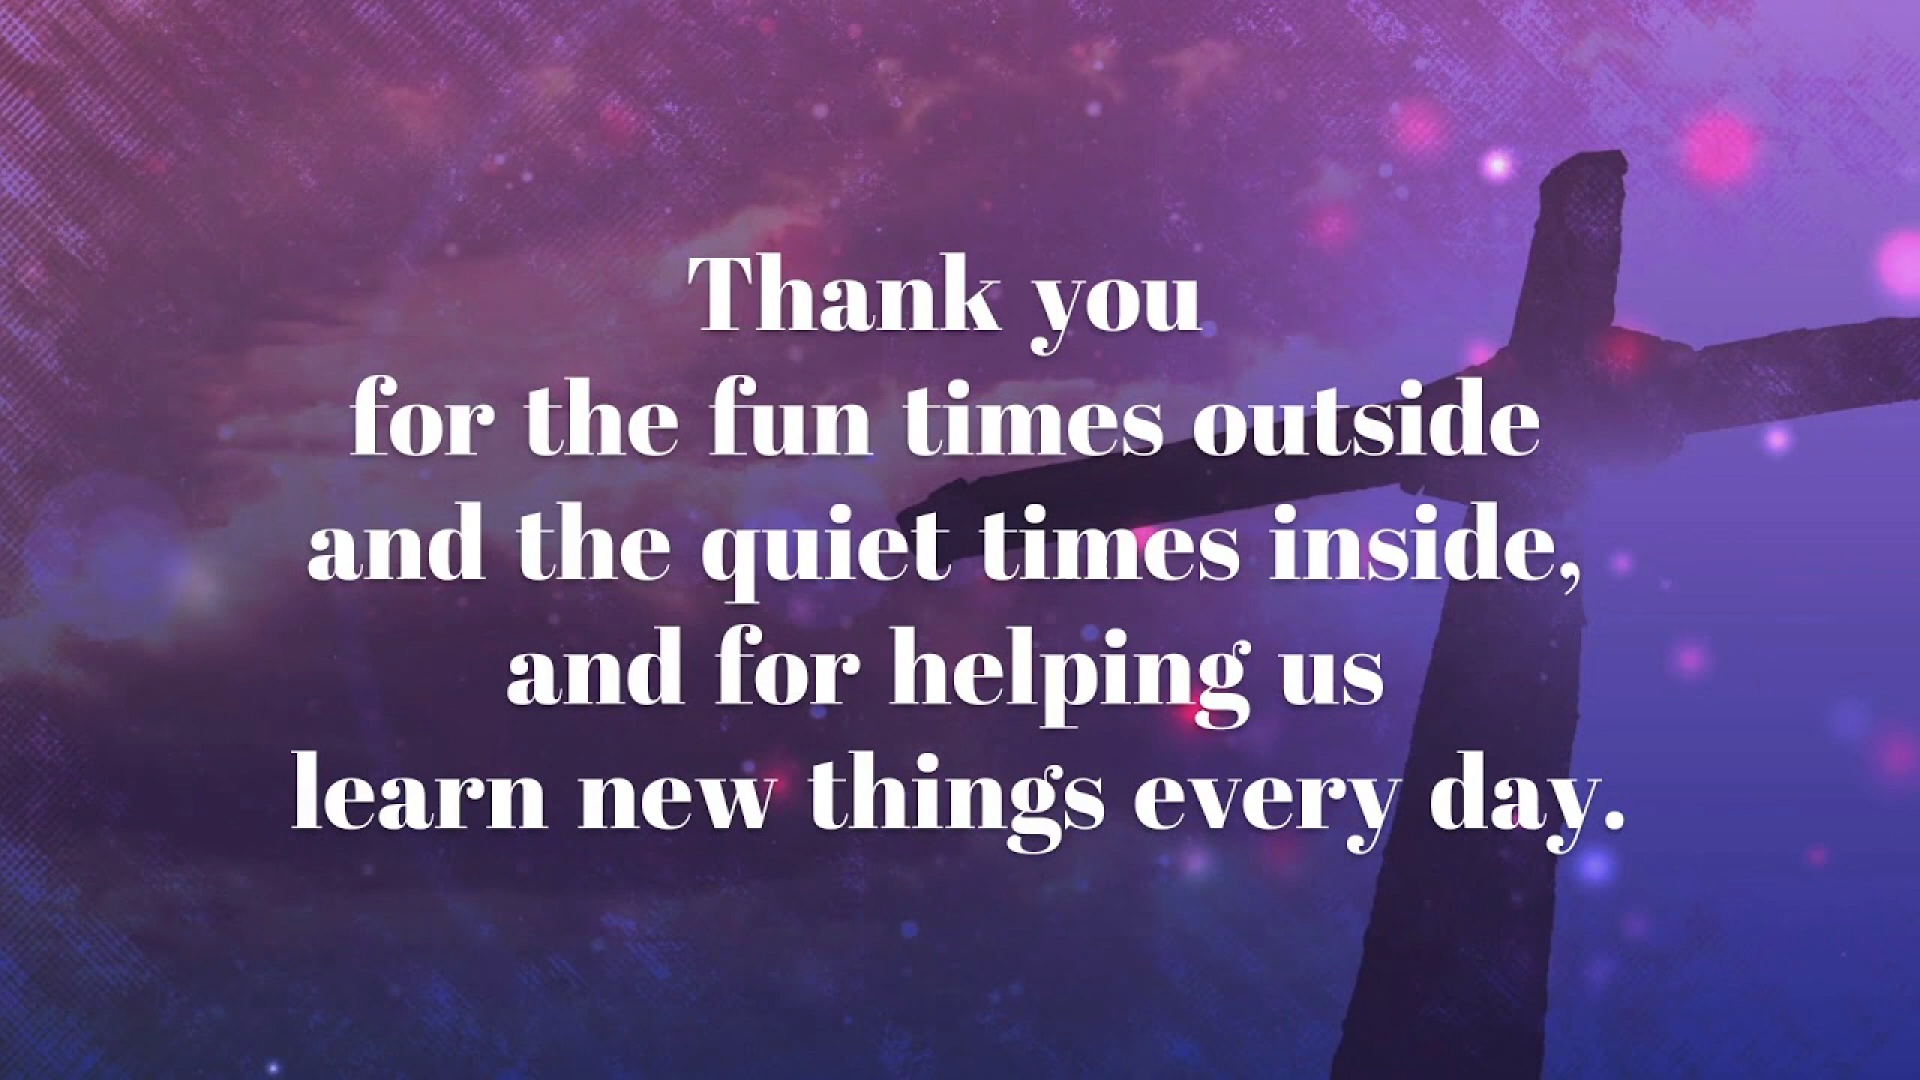 Thank you
for the fun times outside
and the quiet times inside,
and for helping us
learn new things every day.